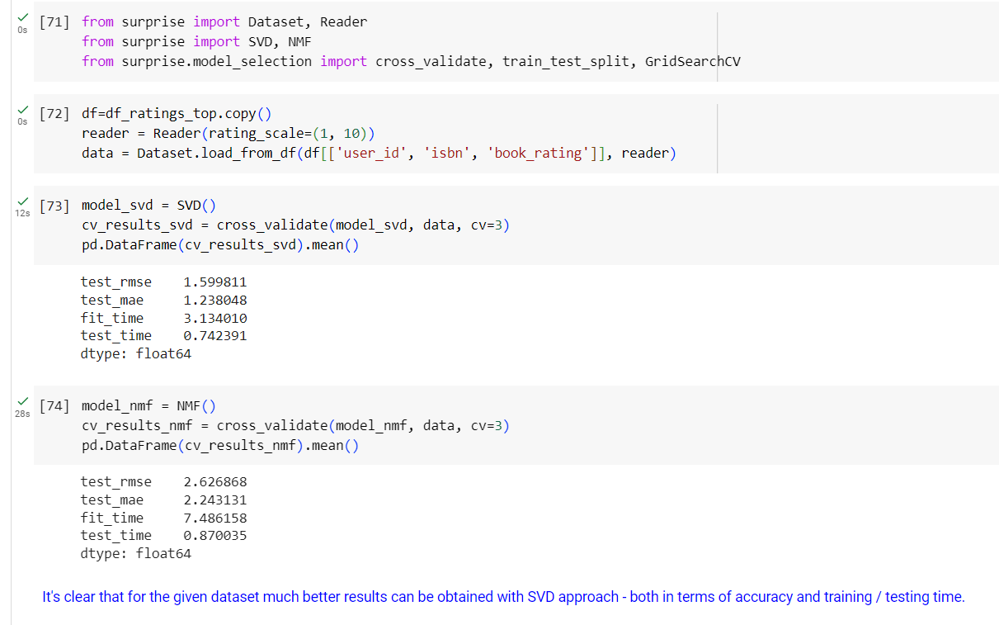 [71] from surprise import Dataset, Reader
from surprise import SVD, NMF
from surprise.model_selection import cross_validate, train_test_split, GridSearchCV
0s
[72] df=df_ratings_top.copy()
reader = Reader(rating_scale=(1, 10))
data = Dataset.load_from_df(df[['user_id', 'isbn', 'book_rating']], reader)
0s
[73] model_svd = SVD()
cv_results_svd = cross_validate(model_svd, data, cv=3)
pd.DataFrame(cv_results_svd).mean()
12s
test_rmse    1.599811
test_mae     1.238048
fit_time     3.134010
test_time    0.742391
dtype: float64
[74] model_nmf = NMF()
cv_results_nmf = cross_validate(model_nmf, data, cv=3)
pd.DataFrame(cv_results_nmf).mean()
28s
test_rmse    2.626868
test_mae     2.243131
fit_time     7.486158
test_time    0.870035
dtype: float64
It's clear that for the given dataset much better results can be obtained with SVD approach - both in terms of accuracy and training / testing time.